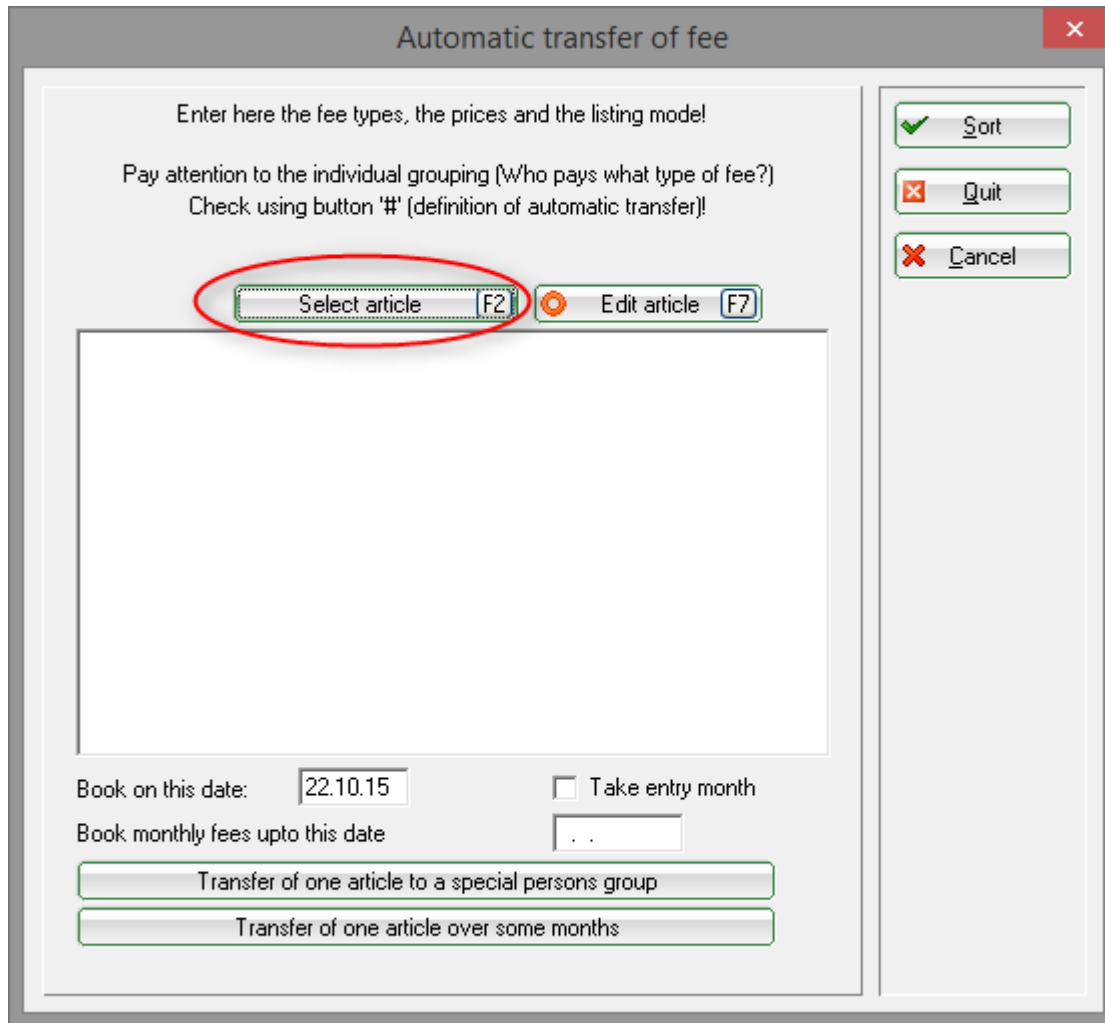 Automatic transfer of fee
Enter here the fee types, the prices and the listing mode!
Pay attention to the individual grouping (Who pays what type of fee?)
Check using button '#' (definition of automatic transfer)!
Select article F2
Edit article F7
Book on this date: 22.10.15
Take entry month
Book monthly fees upto this date . .
Transfer of one article to a special persons group
Transfer of one article over some months
Sort
Quit
Cancel